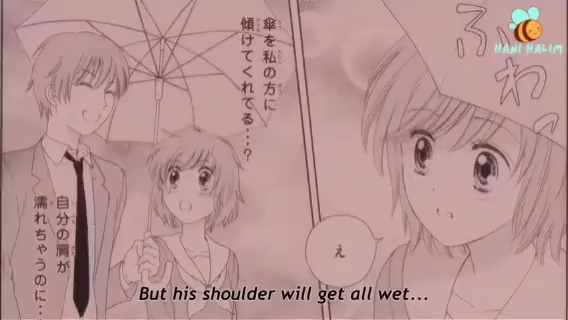 HANI HALIM
ふわっ
え
傘を私の方に
傾けてくれてる…?
自分の肩が
濡れちゃうのに…
But his shoulder will get all wet...